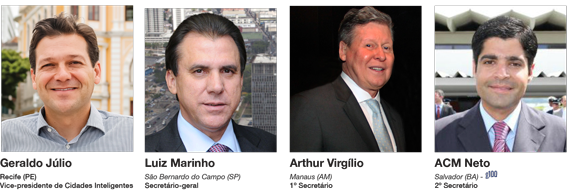 Geraldo Júlio
Recife (PE)
Vice-presidente de Cidades Inteligentes
Luiz Marinho
São Bernardo do Campo (SP)
Secretário-geral
Arthur Virgílio
Manaus (AM)
1º Secretário
ACM Neto
Salvador (BA) - g100
2º Secretário